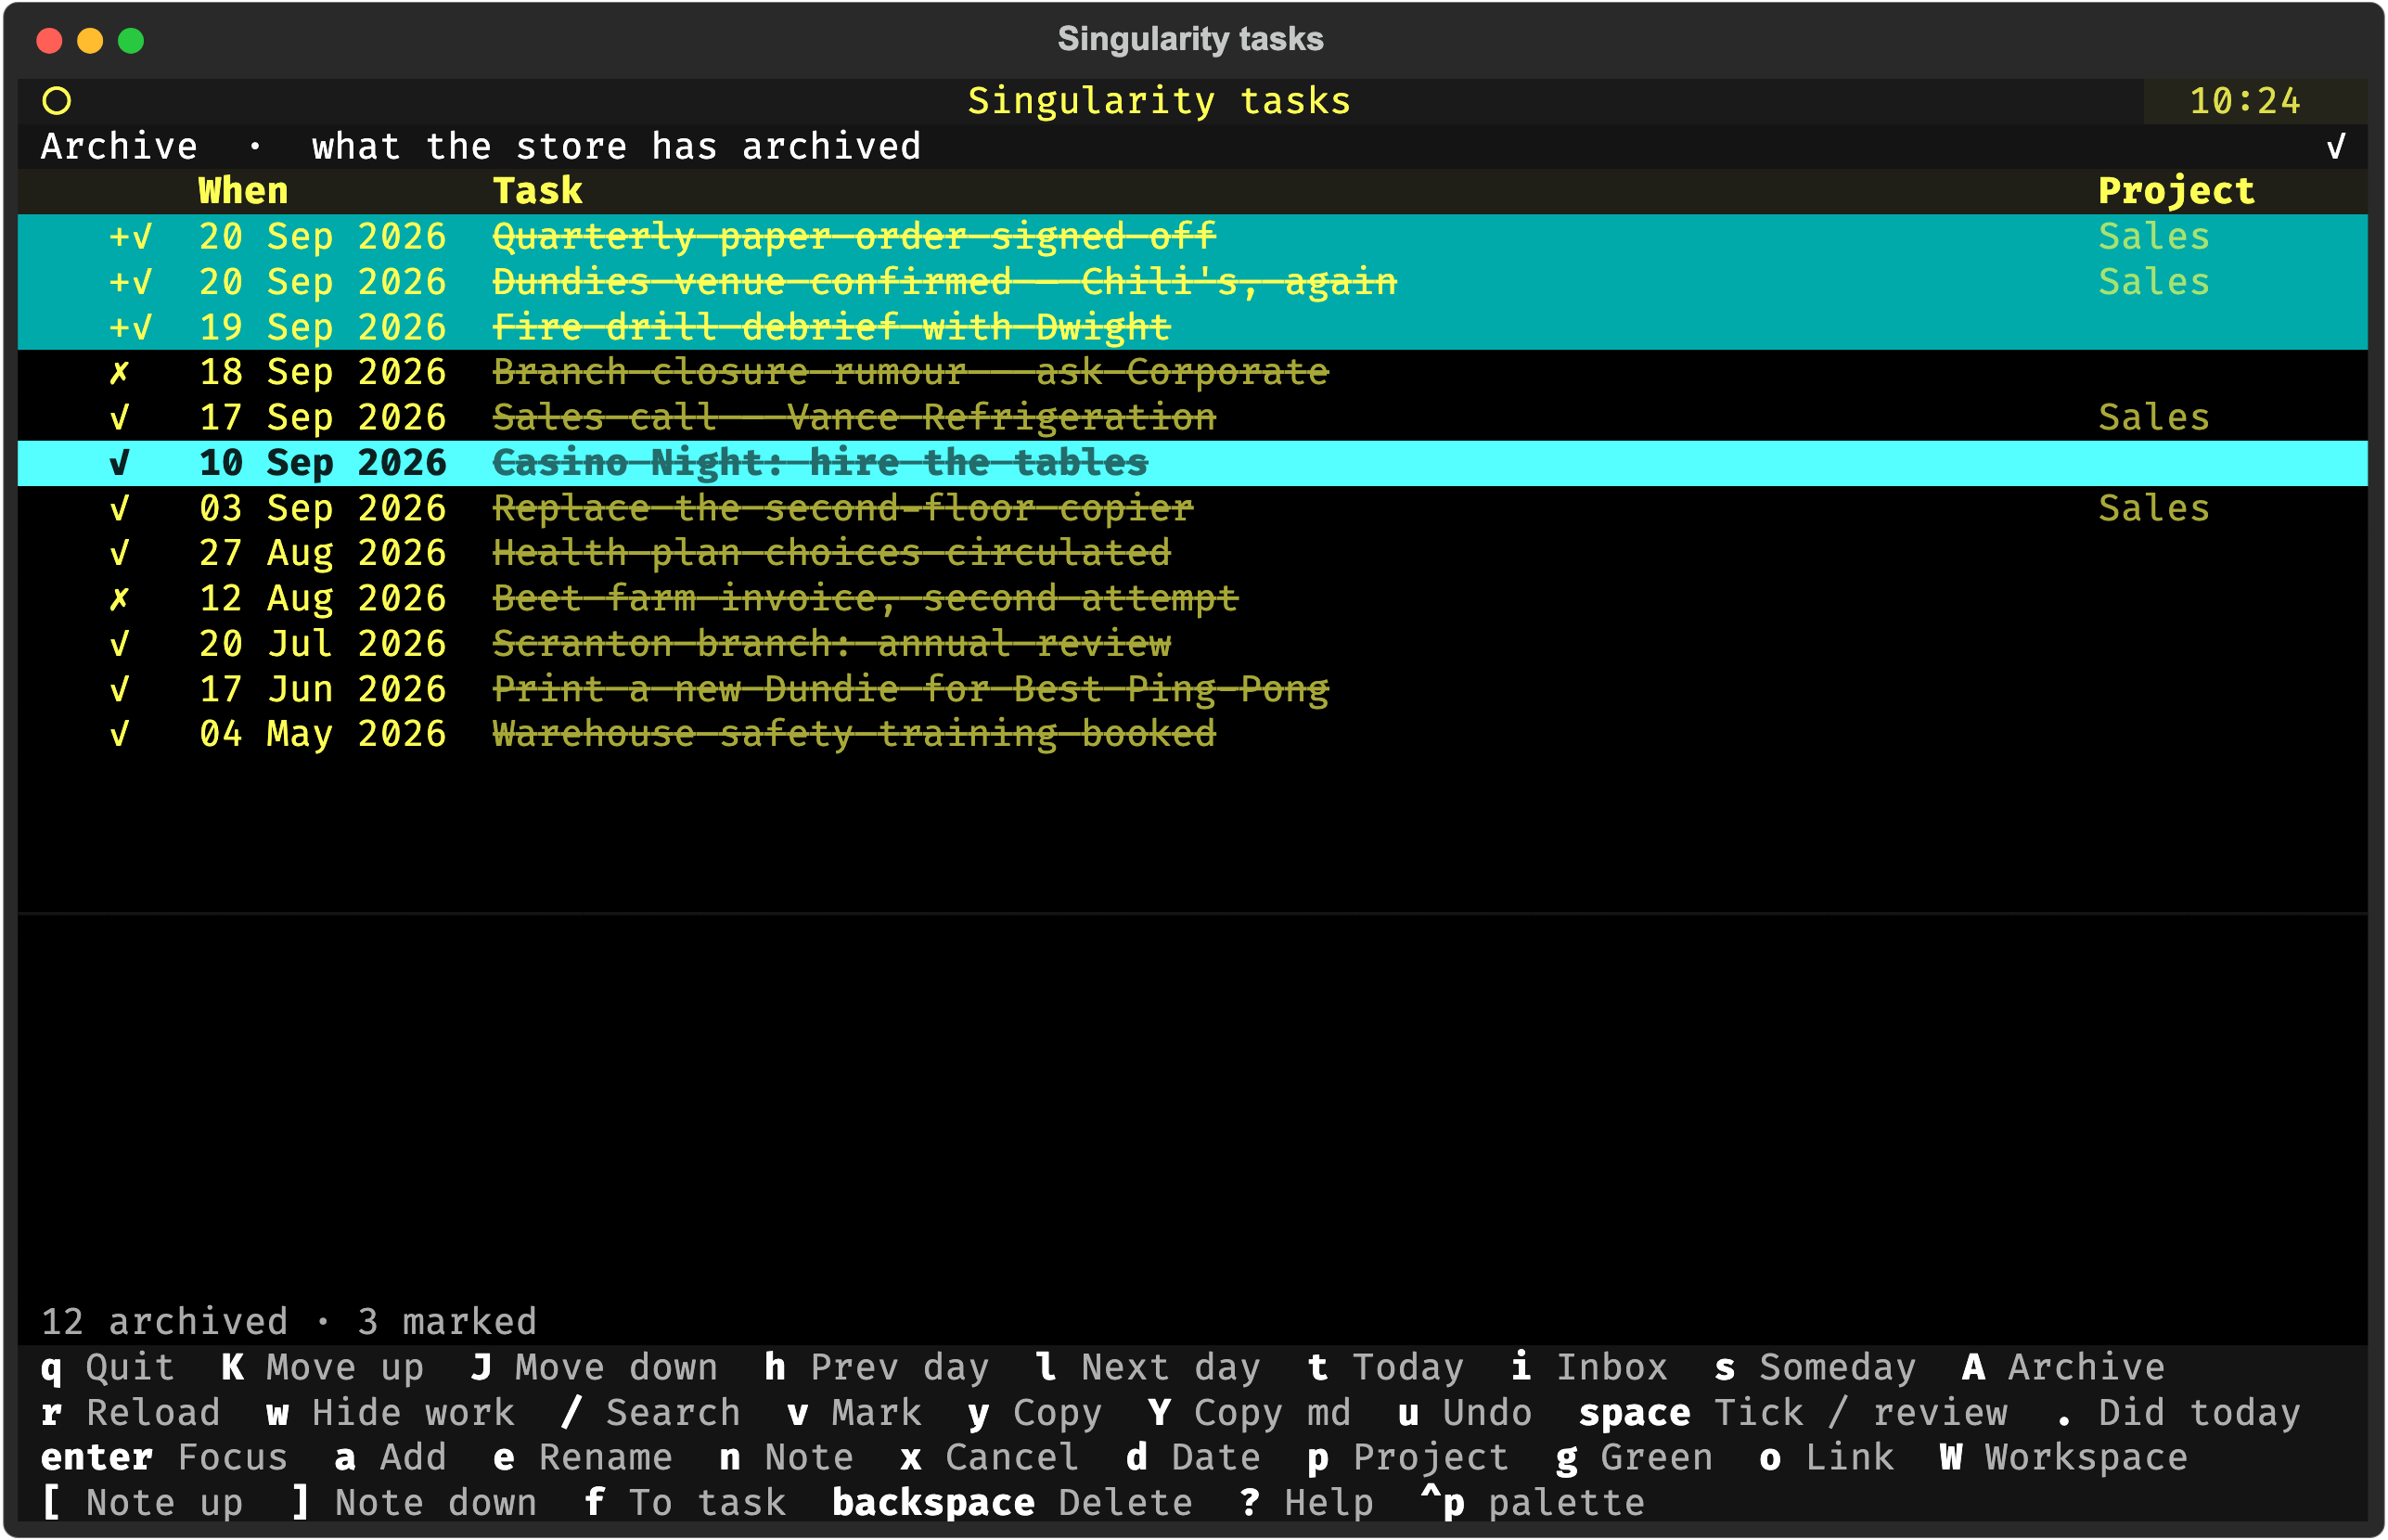 Singularity tasks
Singularity tasks 10:24
Archive · what the store has archived √
When Task Project
+√ 20 Sep 2026 Quarterly paper order signed off Sales
+√ 20 Sep 2026 Dundies venue confirmed — Chili's, again Sales
+√ 19 Sep 2026 Fire drill debrief with Dwight
✗ 18 Sep 2026 Branch closure rumour — ask Corporate
√ 17 Sep 2026 Sales call — Vance Refrigeration Sales
√ 10 Sep 2026 Casino Night: hire the tables
√ 03 Sep 2026 Replace the second-floor copier Sales
√ 27 Aug 2026 Health plan choices circulated
✗ 12 Aug 2026 Beet farm invoice, second attempt
√ 20 Jul 2026 Scranton branch: annual review
√ 17 Jun 2026 Print a new Dundie for Best Ping-Pong
√ 04 May 2026 Warehouse safety training booked
12 archived · 3 marked
q Quit K Move up J Move down h Prev day l Next day t Today i Inbox s Someday A Archive
r Reload w Hide work / Search v Mark y Copy Y Copy md u Undo space Tick / review . Did today
enter Focus a Add e Rename n Note x Cancel d Date p Project g Green o Link W Workspace
[ Note up ] Note down f To task backspace Delete ? Help ^p palette